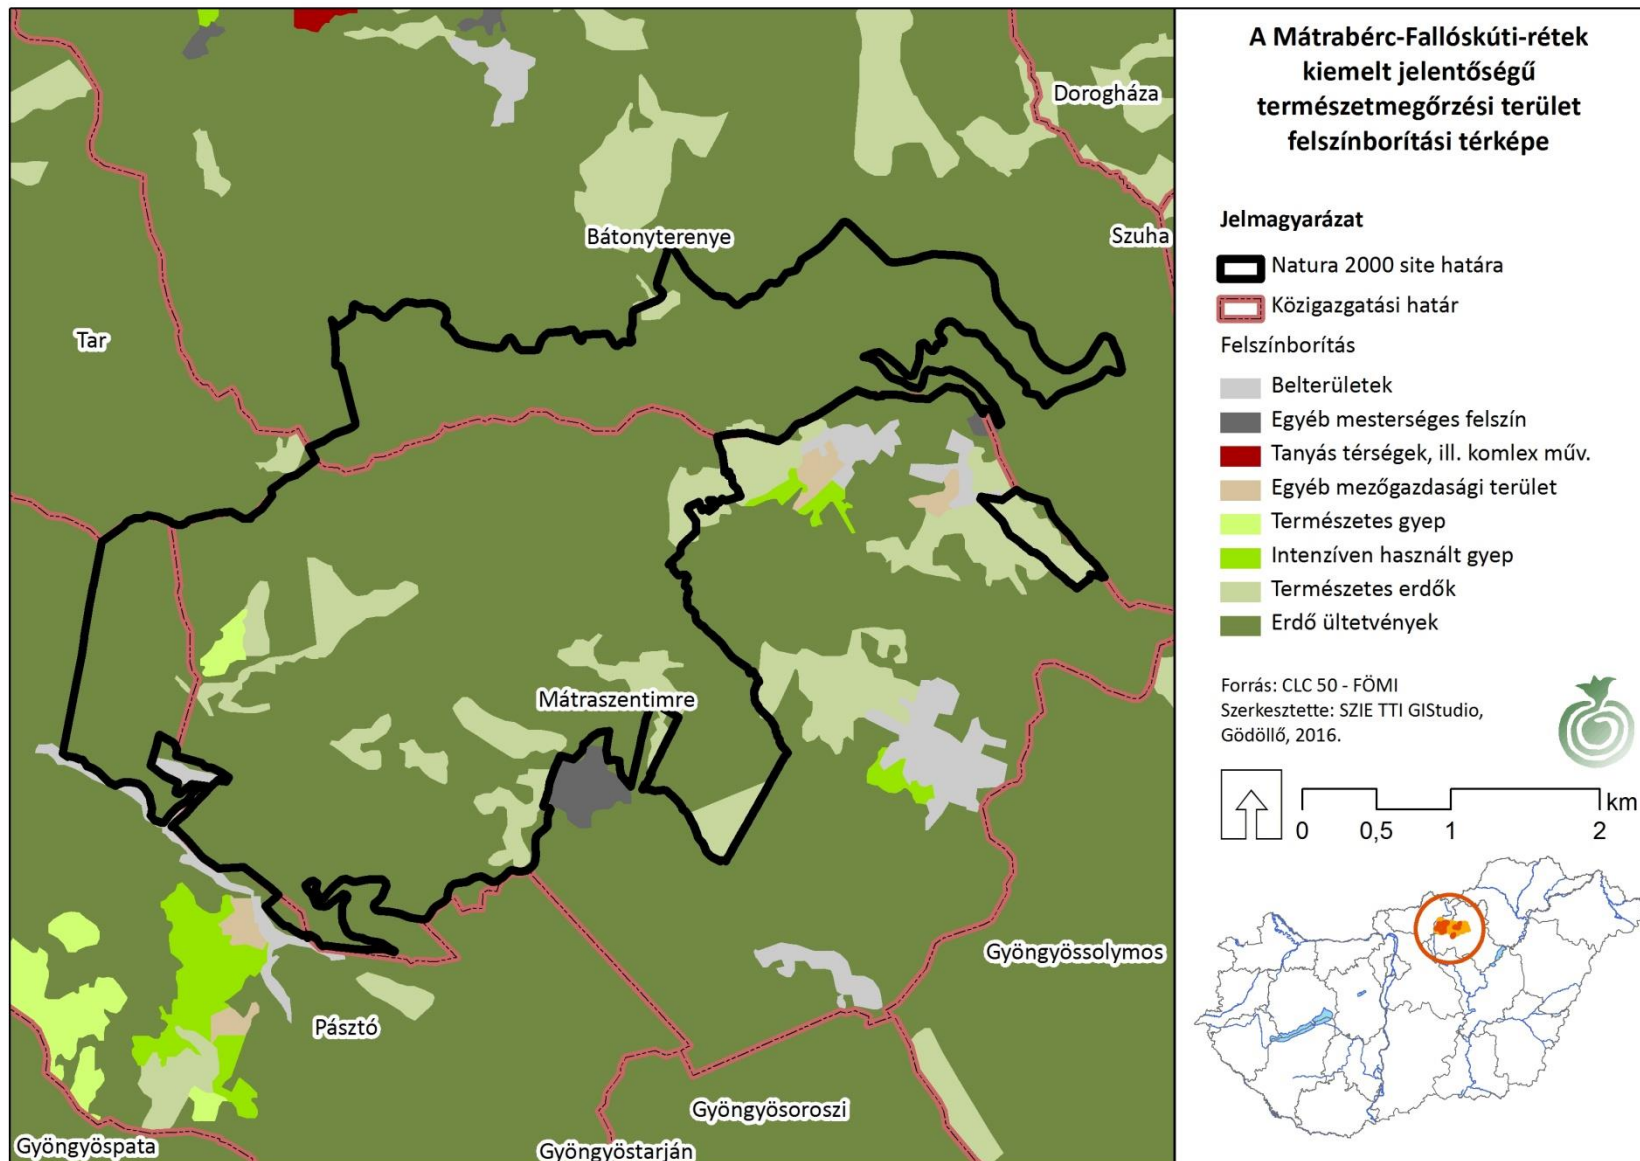 A Mátrabérc-Fallóskúti-rétek
kiemelt jelentőségű
természetmegőrzési terület
felszínborítási térképe
Jelmagyarázat
Natura 2000 site határa
Közigazgatási határ
Felszínborítás
Belterületek
Egyéb mesterséges felszín
Tanyás térségek, ill. komlex műv.
Egyéb mezőgazdasági terület
Természetes gyep
Intenzíven használt gyep
Természetes erdők
Erdő ültetvények
Forrás: CLC 50 - FÖMI
Szerkesztette: SZIE TTI GIStudio,
Gödöllő, 2016.
km
0 0,5 1 2
Dorogháza
Bátonyterenye
Szuha
Tar
Mátraszentimre
Gyöngyössolymos
Pásztó
Gyöngyösoroszi
Gyöngyöspata
Gyöngyöstarján